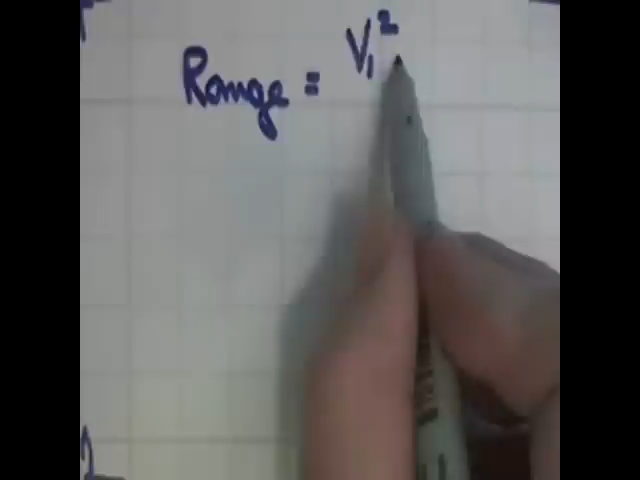 Range = V₁²